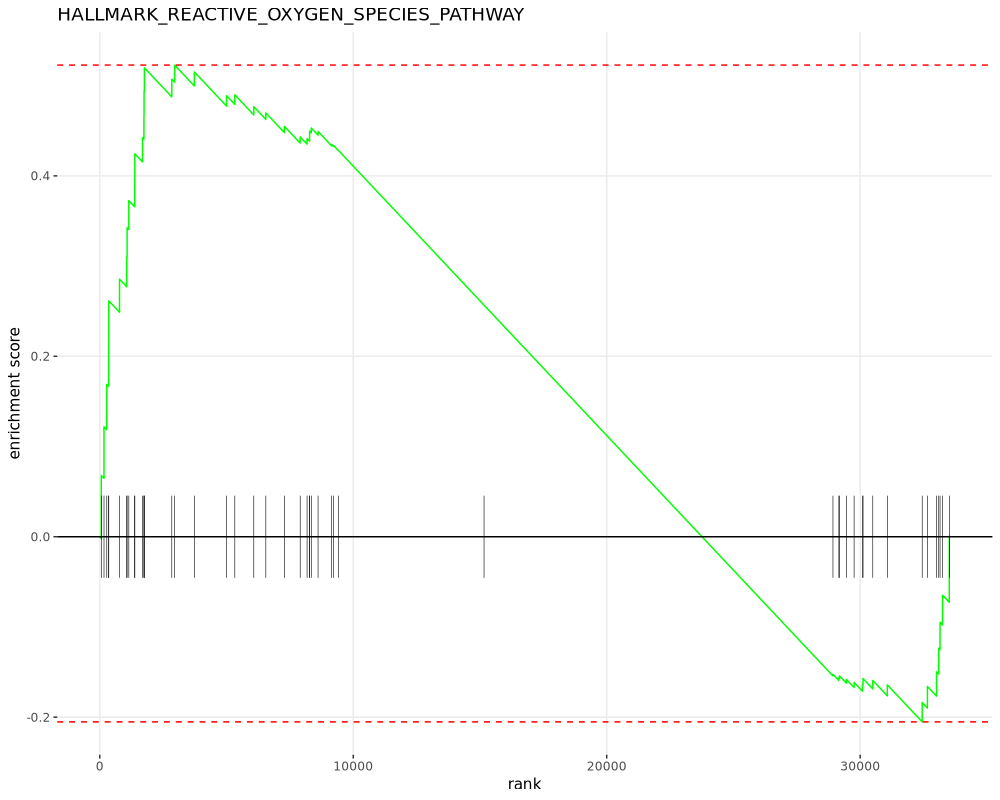 HALLMARK_REACTIVE_OXYGEN_SPECIES_PATHWAY
enrichment score
0.4
0.2
0.0
-0.2
0
10000
20000
30000
rank